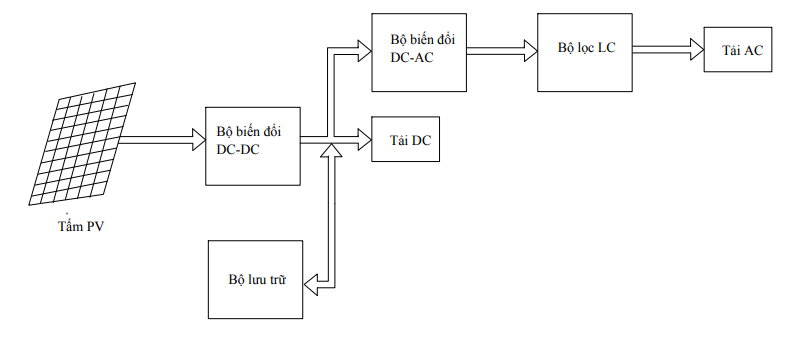 Bộ biến đổi
DC-AC
Bộ lọc LC
Tải AC
Bộ biến đổi
DC-DC
Tải DC
Tấm PV
Bộ lưu trữ